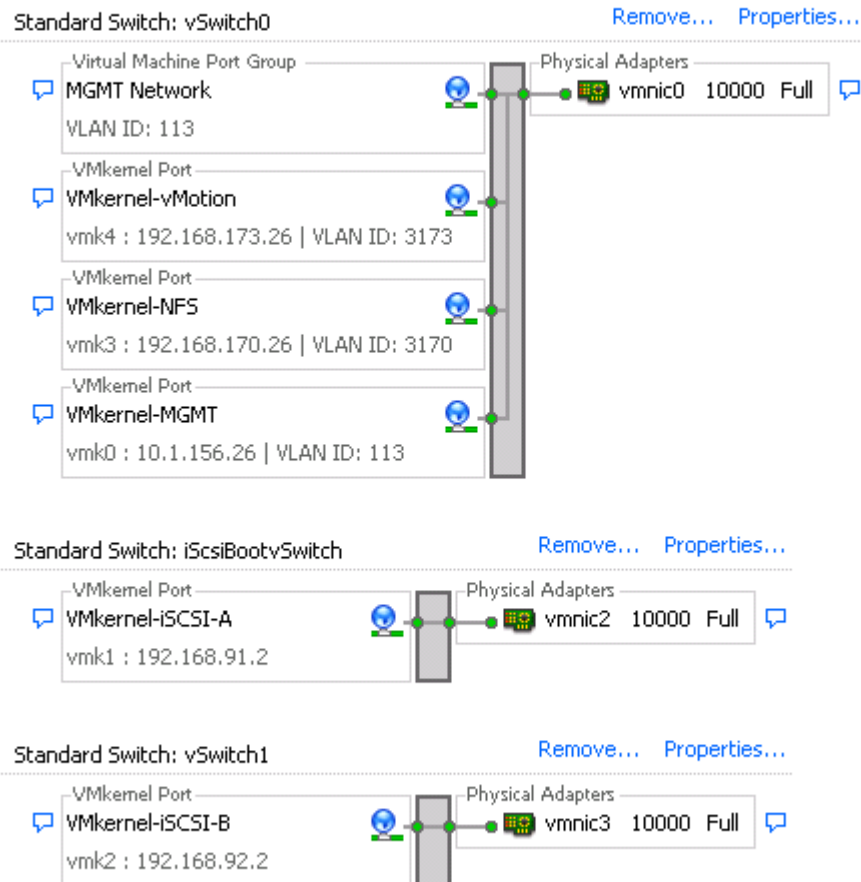 Standard Switch: vSwitch0 Remove... Properties...
Virtual Machine Port Group Physical Adapters
MGMT Network vmnic0 10000 Full
VLAN ID: 113
VMkernel Port
VMkernel-vMotion
vmk4 : 192.168.173.26 | VLAN ID: 3173
VMkernel Port
VMkernel-NFS
vmk3 : 192.168.170.26 | VLAN ID: 3170
VMkernel Port
VMkernel-MGMT
vmk0 : 10.1.156.26 | VLAN ID: 113
Standard Switch: iScsiBootvSwitch Remove... Properties...
VMkernel Port Physical Adapters
VMkernel-iSCSI-A vmnic2 10000 Full
vmk1 : 192.168.91.2
Standard Switch: vSwitch1 Remove... Properties...
VMkernel Port Physical Adapters
VMkernel-iSCSI-B vmnic3 10000 Full
vmk2 : 192.168.92.2